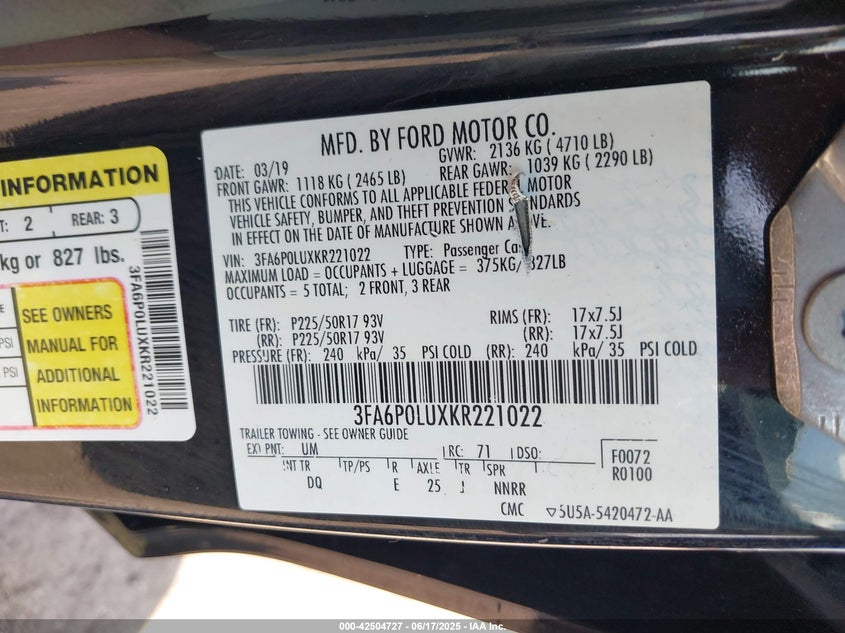 INFORMATION
T: 2 REAR: 3
kg or 827 lbs.
PSI
PSI
SEE OWNERS
MANUAL FOR
ADDITIONAL
INFORMATION
3FA6P0LUXKR221022
MFD. BY FORD MOTOR CO.
DATE: 03/19 GVWR: 2136 KG ( 4710 LB)
FRONT GAWR: 1118 KG ( 2465 LB) REAR GAWR: 1039 KG ( 2290 LB)
THIS VEHICLE CONFORMS TO ALL APPLICABLE FEDER MOTOR
VEHICLE SAFETY, BUMPER, AND THEFT PREVENTION ST NDARDS
IN EFFECT ON THE DATE OF MANUFACTURE SHOWN A VE.
VIN: 3FA6P0LUXKR221022 TYPE: Passenger Ca
MAXIMUM LOAD = OCCUPANTS + LUGGAGE = 375KG/ 827LB
OCCUPANTS = 5 TOTAL; 2 FRONT, 3 REAR
TIRE (FR): P225/50R17 93V RIMS (FR): 17x7.5J
(RR): P225/50R17 93V (RR): 17x7.5J
PRESSURE (FR): 240 kPa/ 35 PSI COLD (RR): 240 kPa/ 35 PSI COLD
3FA6P0LUXKR221022
TRAILER TOWING - SEE OWNER GUIDE
EXT PNT: UM RC: 71 DSO: F0072
INT TR TP/PS R AXLE TR SPR R0100
DQ E 25 J NNRR
CMC ▽5U5A-5420472-AA
000-42504727 - 06/17/2025 - IAA Inc.